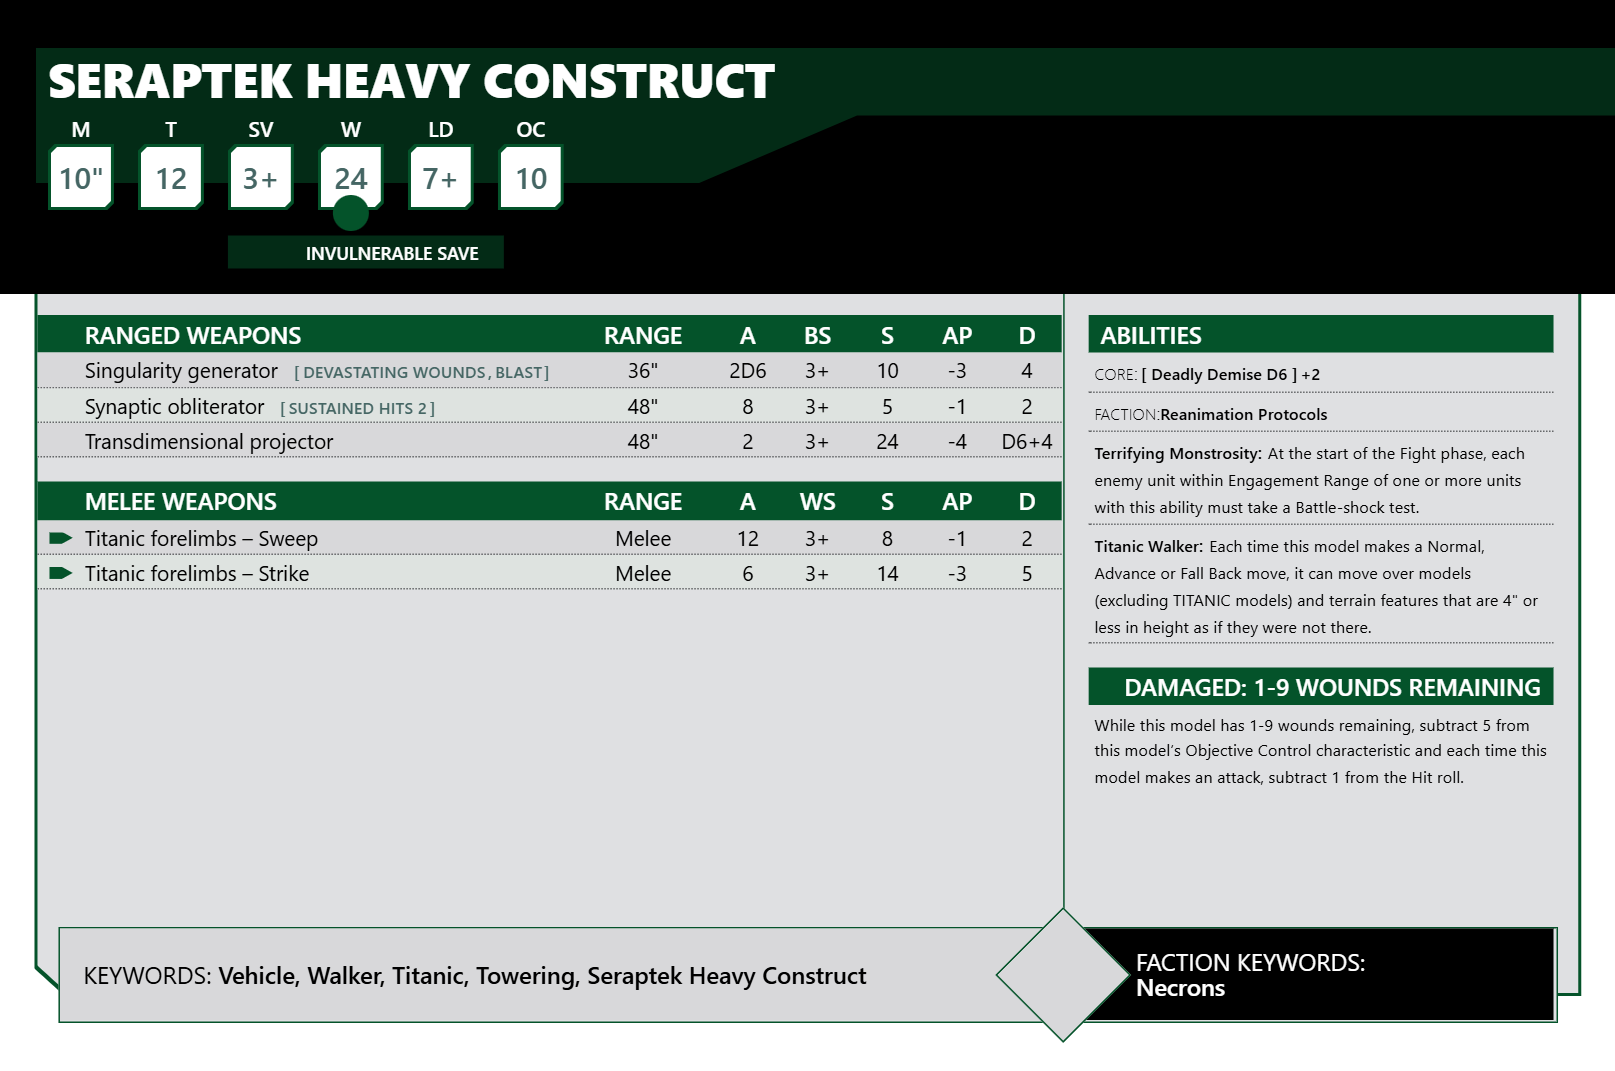 SERAPTEK HEAVY CONSTRUCT
M T SV W LD OC
10" 12 3+ 24 7+ 10
INVULNERABLE SAVE
RANGED WEAPONS RANGE A BS S AP D
Singularity generator [ DEVASTATING WOUNDS, BLAST] 36" 2D6 3+ 10 -3 4
Synaptic obliterator [ SUSTAINED HITS 2 ] 48" 8 3+ 5 -1 2
Transdimensional projector 48" 2 3+ 24 -4 D6+4
MELEE WEAPONS RANGE A WS S AP D
Titanic forelimbs – Sweep Melee 12 3+ 8 -1 2
Titanic forelimbs – Strike Melee 6 3+ 14 -3 5
ABILITIES
CORE: [ Deadly Demise D6 ] +2
FACTION:Reanimation Protocols
Terrifying Monstrosity: At the start of the Fight phase, each
enemy unit within Engagement Range of one or more units
with this ability must take a Battle-shock test.
Titanic Walker: Each time this model makes a Normal,
Advance or Fall Back move, it can move over models
(excluding TITANIC models) and terrain features that are 4" or
less in height as if they were not there.
DAMAGED: 1-9 WOUNDS REMAINING
While this model has 1-9 wounds remaining, subtract 5 from
this model’s Objective Control characteristic and each time this
model makes an attack, subtract 1 from the Hit roll.
KEYWORDS: Vehicle, Walker, Titanic, Towering, Seraptek Heavy Construct
FACTION KEYWORDS:
Necrons